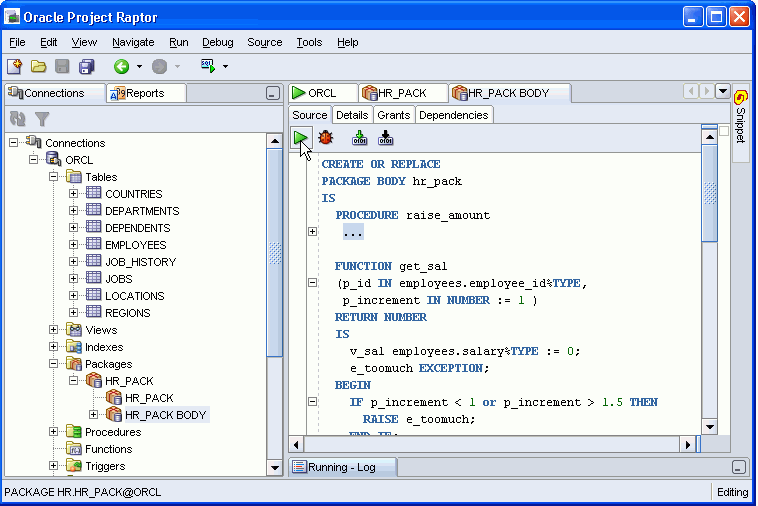 Oracle Project Raptor
File Edit View Navigate Run Debug Source Tools Help
SQL
Connections Reports
Connections
ORCL
Tables
COUNTRIES
DEPARTMENTS
DEPENDENTS
EMPLOYEES
JOB_HISTORY
JOBS
LOCATIONS
REGIONS
Views
Indexes
Packages
HR_PACK
HR_PACK
HR_PACK BODY
Procedures
Functions
Triggers
ORCL HR_PACK HR_PACK BODY
Source Details Grants Dependencies
CREATE OR REPLACE
PACKAGE BODY hr_pack
IS
PROCEDURE raise_amount
...
FUNCTION get_sal
(p_id IN employees.employee_id%TYPE,
p_increment IN NUMBER := 1 )
RETURN NUMBER
IS
v_sal employees.salary%TYPE := 0;
e_toomuch EXCEPTION;
BEGIN
IF p_increment < 1 or p_increment > 1.5 THEN
RAISE e_toomuch;
END IF;
Running - Log
Snippet
PACKAGE HR.HR_PACK@ORCL
Editing